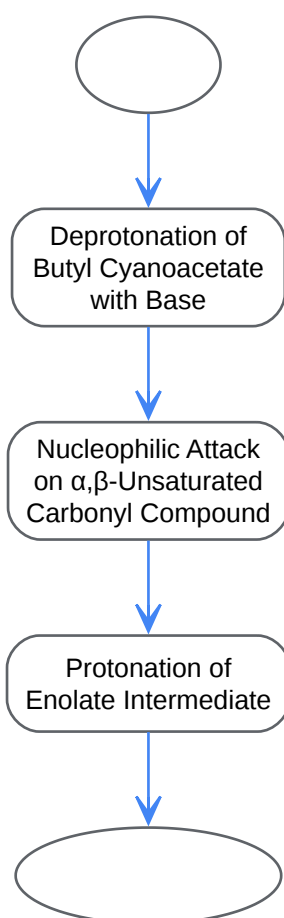 Deprotonation of
Butyl Cyanoacetate
with Base
Nucleophilic Attack
on α,β-Unsaturated
Carbonyl Compound
Protonation of
Enolate Intermediate